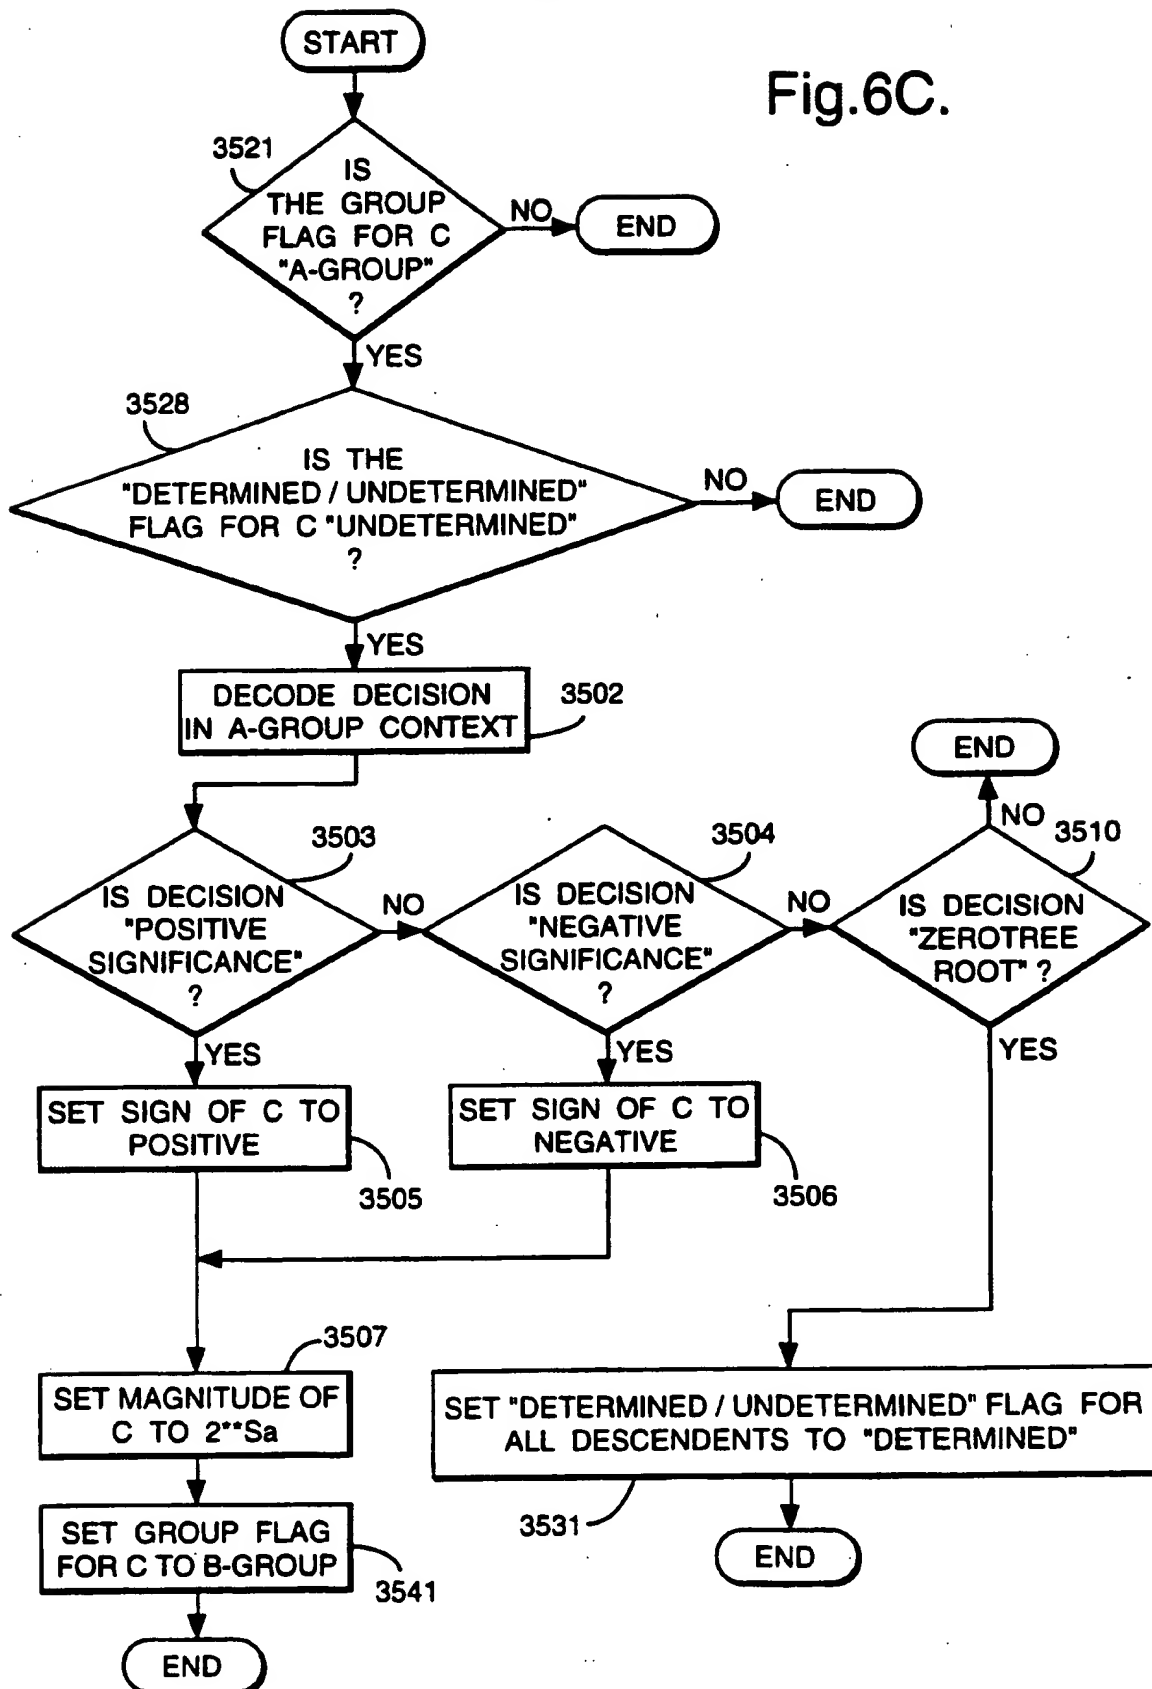 START
Fig.6C.
3521
IS
THE GROUP
FLAG FOR C
"A-GROUP"
?
NO
END
YES
3528
IS THE
"DETERMINED / UNDETERMINED"
FLAG FOR C "UNDETERMINED"
?
NO
END
YES
DECODE DECISION
IN A-GROUP CONTEXT
3502
END
NO
3503
IS DECISION
"POSITIVE
SIGNIFICANCE"
?
NO
3504
IS DECISION
"NEGATIVE
SIGNIFICANCE"
?
NO
3510
IS DECISION
"ZEROTREE
ROOT" ?
YES
YES
YES
SET SIGN OF C TO
POSITIVE
3505
SET SIGN OF C TO
NEGATIVE
3506
3507
SET MAGNITUDE OF
C TO 2**Sa
SET "DETERMINED / UNDETERMINED" FLAG FOR
ALL DESCENDENTS TO "DETERMINED"
3531
END
SET GROUP FLAG
FOR C TO B-GROUP
3541
END